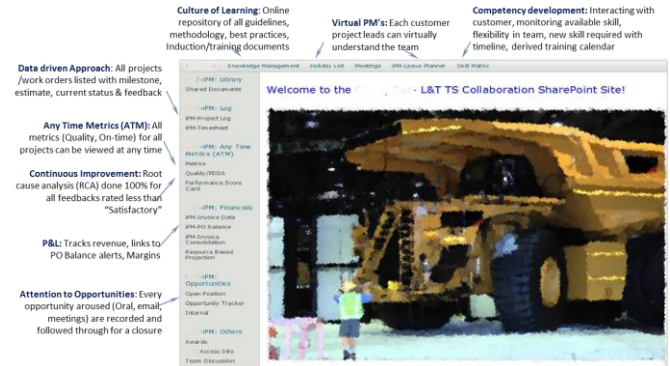 Culture of Learning: Online
repository of all guidelines,
methodology, best practices,
Induction/training documents
Virtual PM's: Each customer
project leads can virtually
understand the team
Competency development: Interacting with
customer, monitoring available skill,
flexibility in team, new skill required with
timeline, derived training calendar
Data driven Approach: All projects
/work orders listed with milestone,
estimate, current status & feedback
Any Time Metrics (ATM): All
metrics (Quality, On-time) for all
projects can be viewed at any time
Continuous Improvement: Root
cause analysis (RCA) done 100% for
all feedbacks rated less than
"Satisfactory"
P&L: Tracks revenue, links to
PO Balance alerts, Margins
Attention to Opportunities: Every
opportunity aroused (Oral, email,
meetings) are recorded and
followed through for a closure
Knowledge Management Holiday List Meetings iPM-Leave Planner Skill Matrix
-iPM: Library
Shared Documents
-iPM: Log
iPM-Project Log
iPM-Timesheet
-iPM: Any Time
Metrics (ATM)
Metrics
Quality/PDDA
Performance Score
Card
-iPM: Financials
iPM-Invoice Data
iPM-PO Balance
iPM-Invoice
Consolidation
Resource Based
Projection
-iPM:
Opportunities
Open Position
Opportunity Tracker
Internal
-iPM: Others
Awards
Access Info
Team Discussion
Welcome to the - L&T TS Collaboration SharePoint Site!